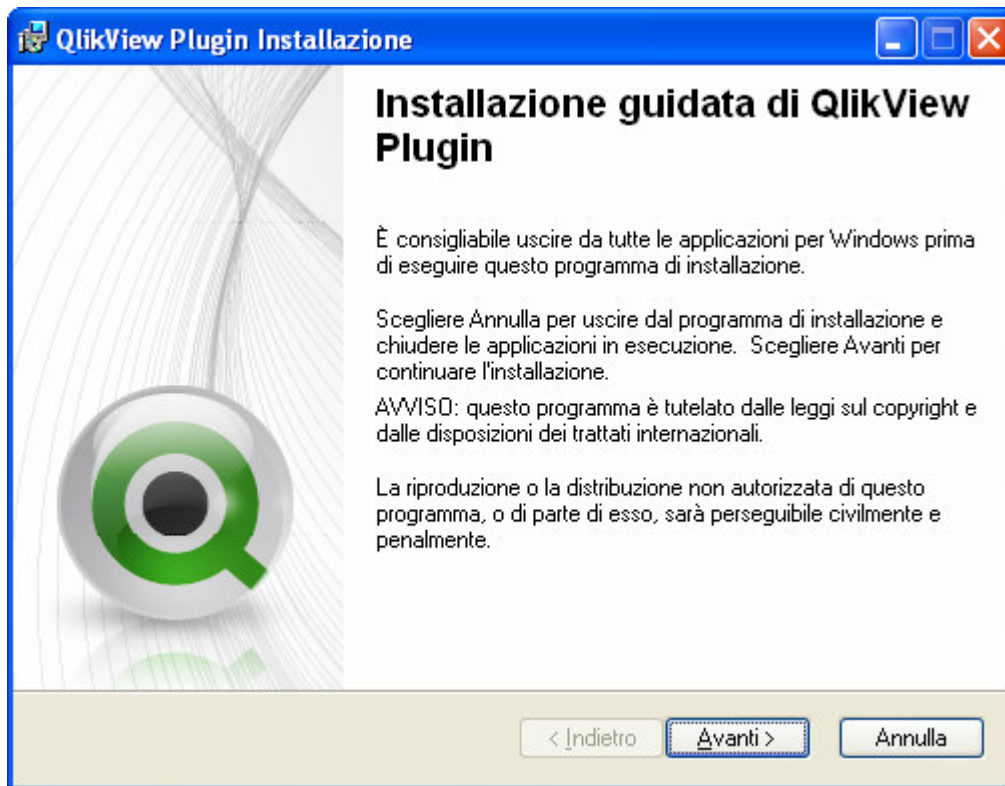 QlikView Plugin Installazione
Installazione guidata di QlikView
Plugin
È consigliabile uscire da tutte le applicazioni per Windows prima
di eseguire questo programma di installazione.
Scegliere Annulla per uscire dal programma di installazione e
chiudere le applicazioni in esecuzione. Scegliere Avanti per
continuare l'installazione.
AVVISO: questo programma è tutelato dalle leggi sul copyright e
dalle disposizioni dei trattati internazionali.
La riproduzione o la distribuzione non autorizzata di questo
programma, o di parte di esso, sarà perseguibile civilmente e
penalmente.
< Indietro Avanti > Annulla